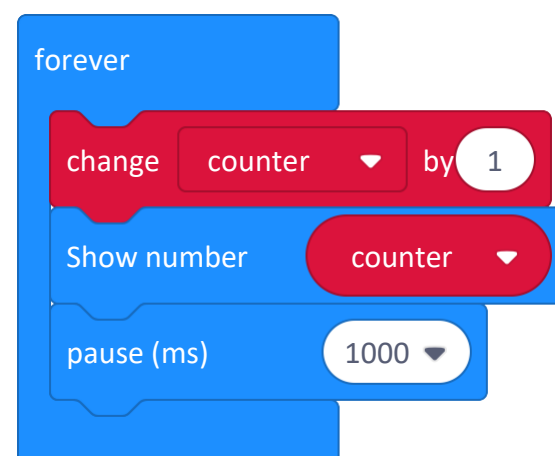 forever
change counter by 1
Show number counter
pause (ms) 1000